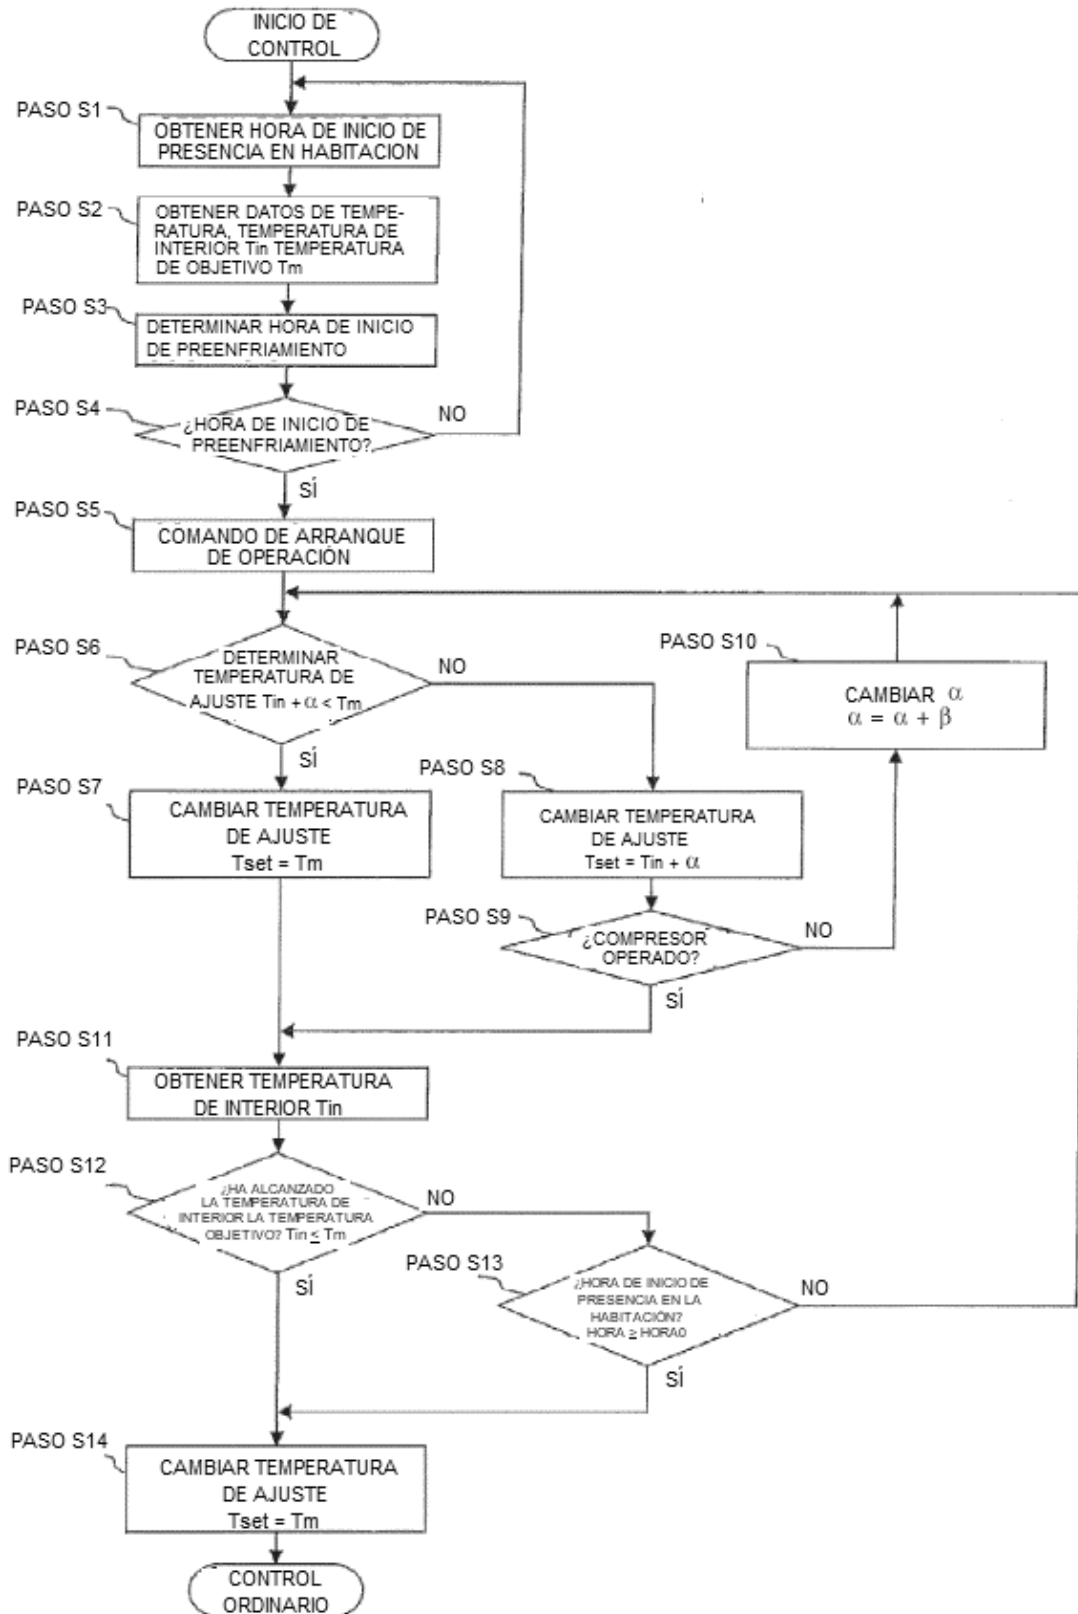 INICIO DE
CONTROL
PASO S1
OBTENER HORA DE INICIO DE
PRESENCIA EN HABITACION
PASO S2
OBTENER DATOS DE TEMPE-
RATURA, TEMPERATURA DE
INTERIOR Tin TEMPERATURA
DE OBJETIVO Tm
PASO S3
DETERMINAR HORA DE INICIO
DE PREENFRIAMIENTO
PASO S4
¿HORA DE INICIO DE
PREENFRIAMIENTO?
NO
SÍ
PASO S5
COMANDO DE ARRANQUE
DE OPERACIÓN
PASO S6
DETERMINAR
TEMPERATURA DE
AJUSTE Tin + α < Tm
NO
SÍ
PASO S10
CAMBIAR α
α = α + β
PASO S7
CAMBIAR TEMPERATURA
DE AJUSTE
Tset = Tm
PASO S8
CAMBIAR TEMPERATURA
DE AJUSTE
Tset = Tin + α
PASO S9
¿COMPRESOR
OPERADO?
NO
SÍ
PASO S11
OBTENER TEMPERATURA
DE INTERIOR Tin
PASO S12
¿HA ALCANZADO
LA TEMPERATURA DE
INTERIOR LA TEMPERATURA
OBJETIVO? Tin ≤ Tm
NO
SÍ
PASO S13
¿HORA DE INICIO DE
PRESENCIA EN LA
HABITACIÓN?
HORA ≥ HORA0
NO
SÍ
PASO S14
CAMBIAR TEMPERATURA
DE AJUSTE
Tset = Tm
CONTROL
ORDINARIO